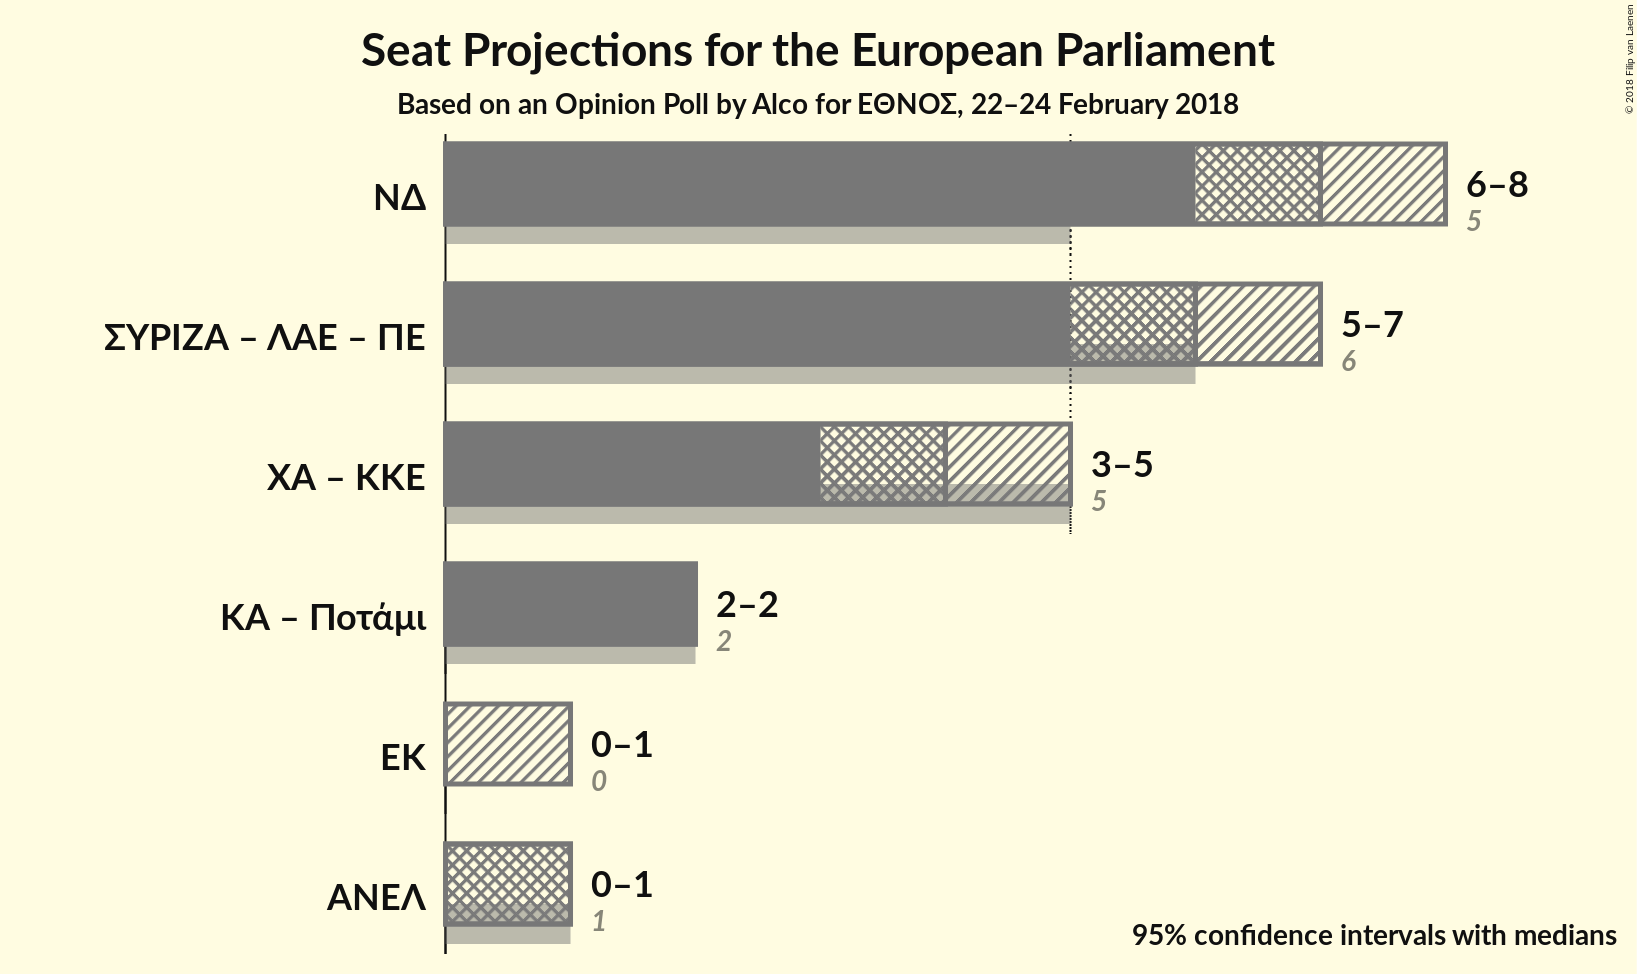 Seat Projections for the European Parliament
Based on an Opinion Poll by Alco for ΕΘΝΟΣ, 22–24 February 2018
© 2018 Filip van Laenen
ΝΔ
6–8
5
ΣΥΡΙΖΑ – ΛΑΕ – ΠΕ
5–7
6
ΧΑ – ΚΚΕ
3–5
5
ΚΑ – Ποτάμι
2–2
2
ΕΚ
0–1
0
ΑΝΕΛ
0–1
1
95% confidence intervals with medians